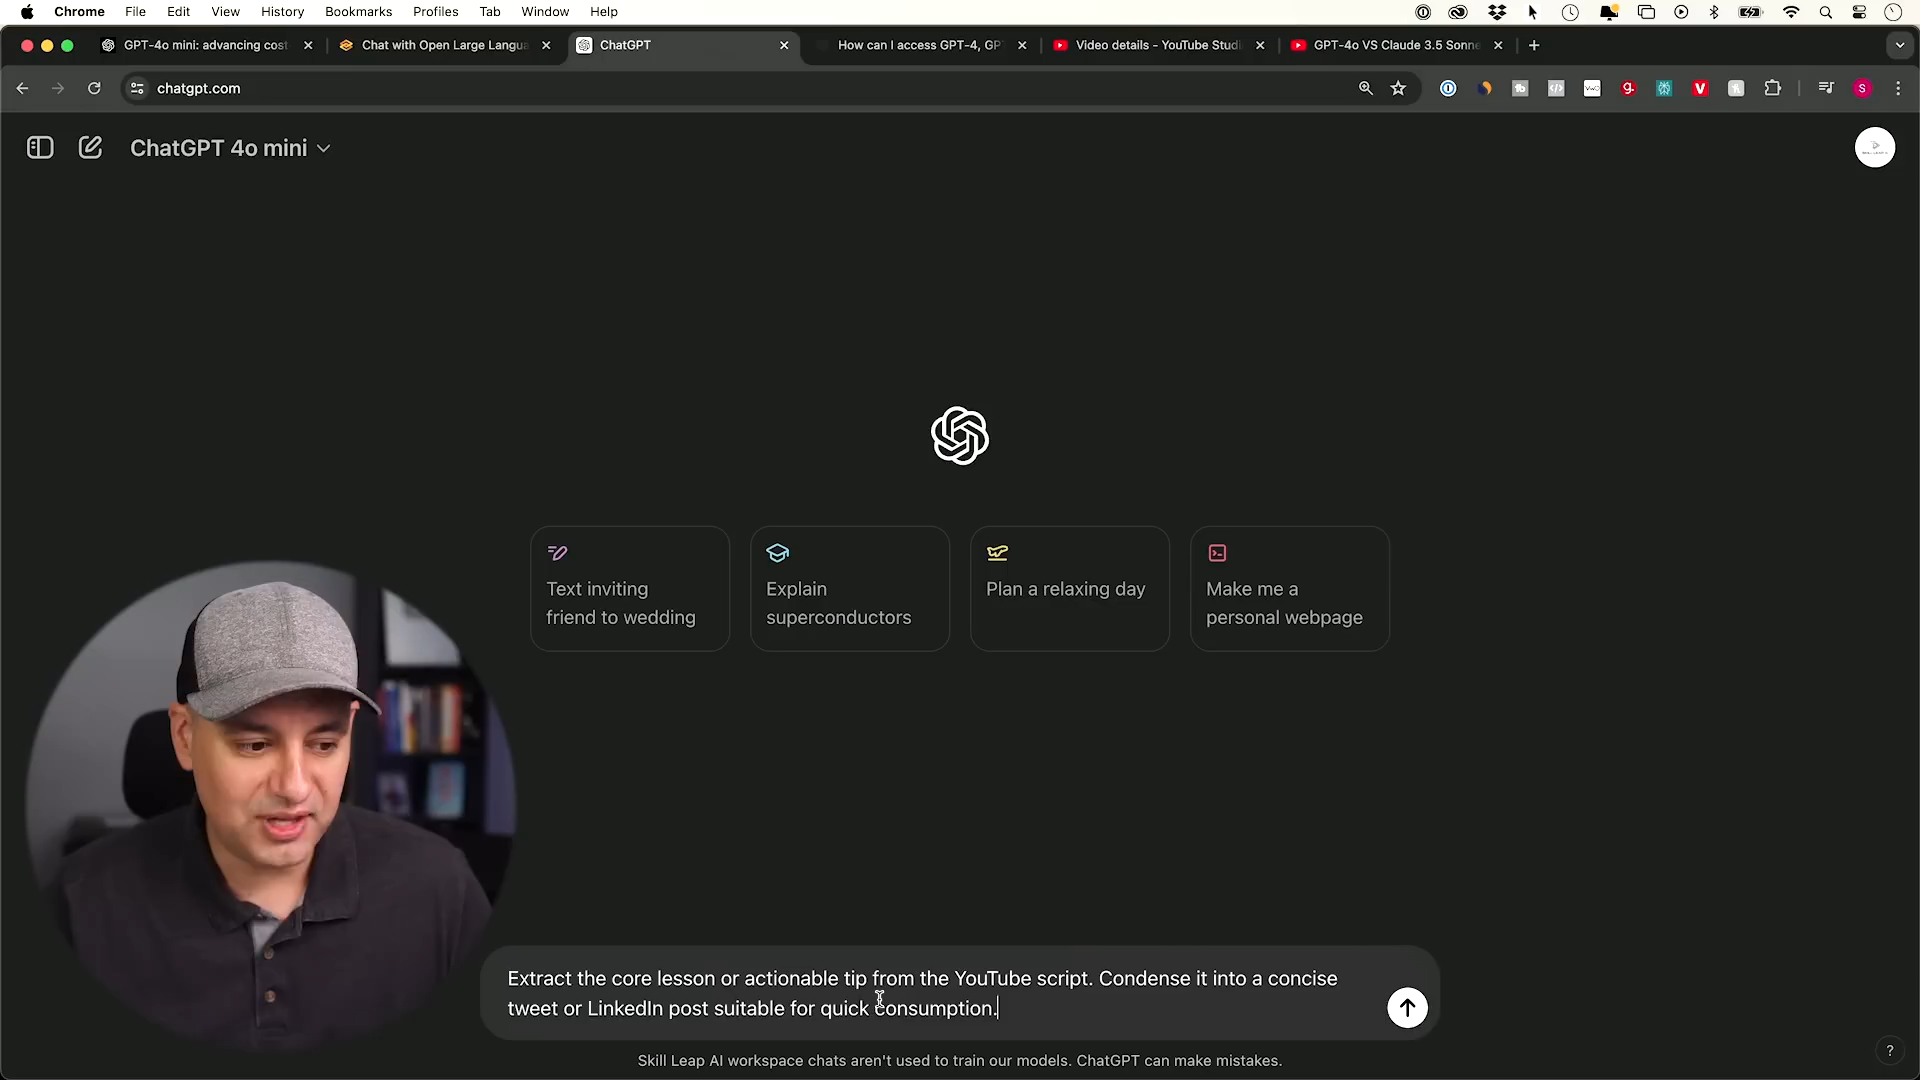 Chrome File Edit View History Bookmarks Profiles Tab Window Help
GPT-4o mini: advancing cost
Chat with Open Large Langua
ChatGPT
How can I access GPT-4, GP
Video details - YouTube Studi
GPT-4o VS Claude 3.5 Sonne
chatgpt.com
S
ChatGPT 4o mini
Text inviting
friend to wedding
Explain
superconductors
Plan a relaxing day
Make me a
personal webpage
Extract the core lesson or actionable tip from the YouTube script. Condense it into a concise
tweet or LinkedIn post suitable for quick consumption.
Skill Leap AI workspace chats aren't used to train our models. ChatGPT can make mistakes.
?